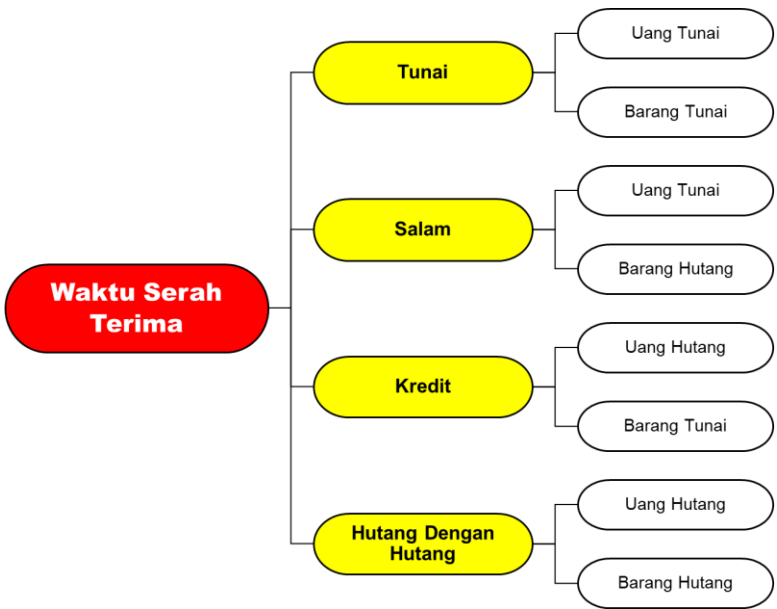 Waktu Serah
Terima
Tunai
Uang Tunai
Barang Tunai
Salam
Uang Tunai
Barang Hutang
Kredit
Uang Hutang
Barang Tunai
Hutang Dengan
Hutang
Uang Hutang
Barang Hutang